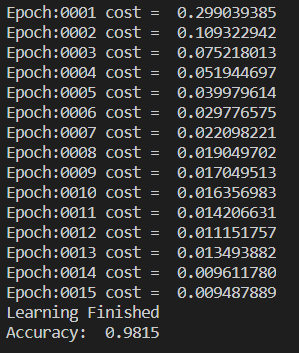 Epoch:0001 cost =  0.299039385
Epoch:0002 cost =  0.109322942
Epoch:0003 cost =  0.075218013
Epoch:0004 cost =  0.051944697
Epoch:0005 cost =  0.039979614
Epoch:0006 cost =  0.029776575
Epoch:0007 cost =  0.022098221
Epoch:0008 cost =  0.019049702
Epoch:0009 cost =  0.017049513
Epoch:0010 cost =  0.016356983
Epoch:0011 cost =  0.014206631
Epoch:0012 cost =  0.011151757
Epoch:0013 cost =  0.013493882
Epoch:0014 cost =  0.009611780
Epoch:0015 cost =  0.009487889
Learning Finished
Accuracy:  0.9815